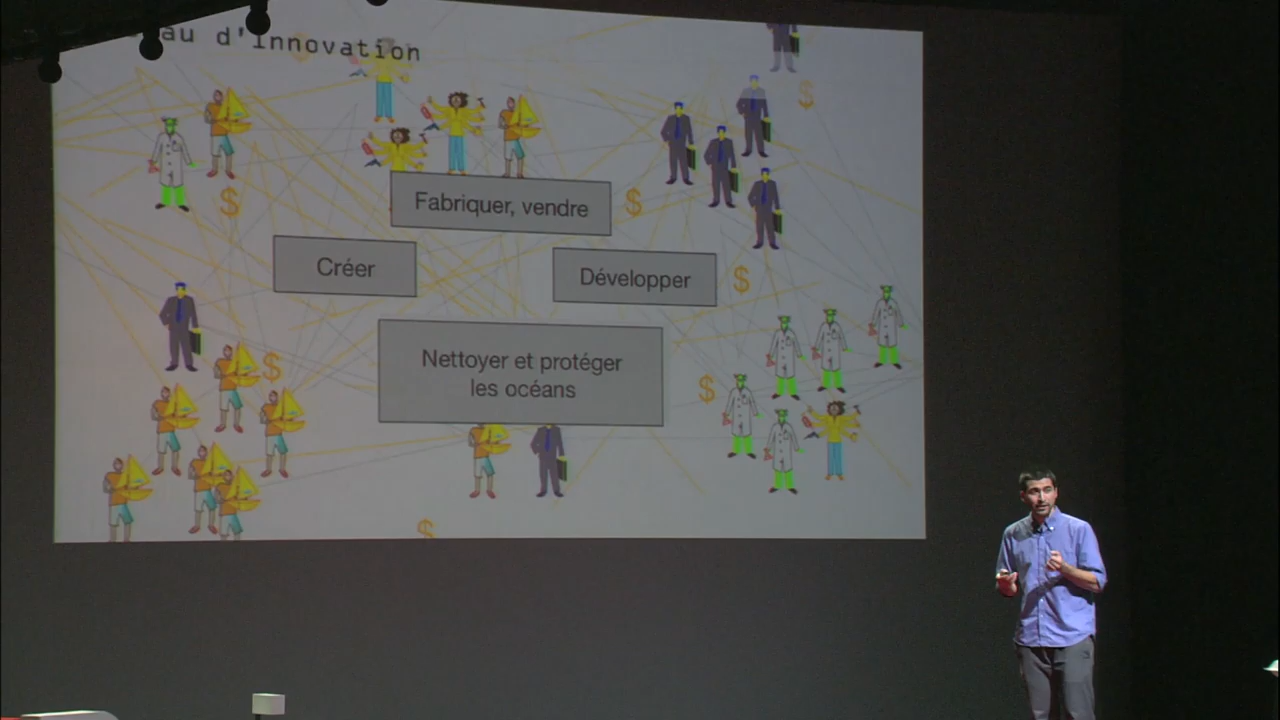 au d'Innovation
Fabriquer, vendre
Créer
Développer
Nettoyer et protéger
les océans
$
$
$
$
$
$
$